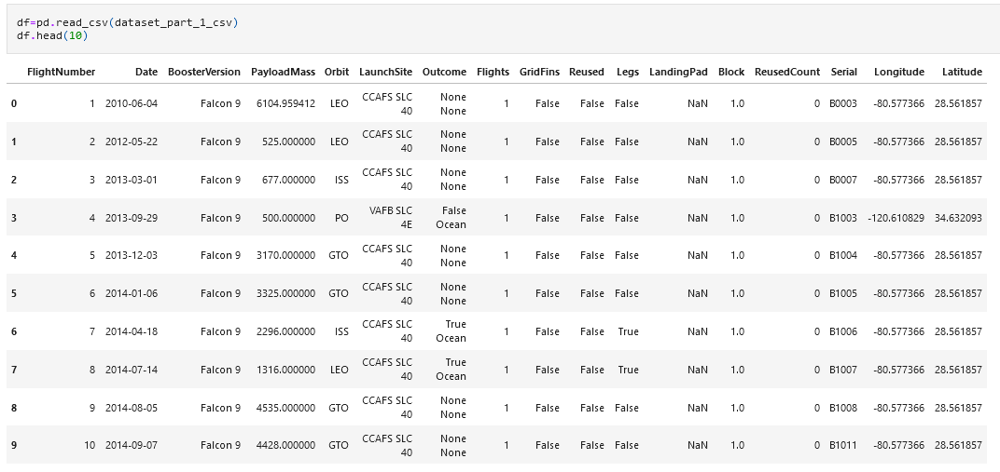 df=pd.read_csv(dataset_part_1_csv)
df.head(10)
FlightNumber Date BoosterVersion PayloadMass Orbit LaunchSite Outcome Flights GridFins Reused Legs LandingPad Block ReusedCount Serial Longitude Latitude
0 1 2010-06-04 Falcon 9 6104.959412 LEO CCAFS SLC 40 None None 1 False False False NaN 1.0 0 B0003 -80.577366 28.561857
1 2 2012-05-22 Falcon 9 525.000000 LEO CCAFS SLC 40 None None 1 False False False NaN 1.0 0 B0005 -80.577366 28.561857
2 3 2013-03-01 Falcon 9 677.000000 ISS CCAFS SLC 40 None None 1 False False False NaN 1.0 0 B0007 -80.577366 28.561857
3 4 2013-09-29 Falcon 9 500.000000 PO VAFB SLC 4E False Ocean 1 False False False NaN 1.0 0 B1003 -120.610829 34.632093
4 5 2013-12-03 Falcon 9 3170.000000 GTO CCAFS SLC 40 None None 1 False False False NaN 1.0 0 B1004 -80.577366 28.561857
5 6 2014-01-06 Falcon 9 3325.000000 GTO CCAFS SLC 40 None None 1 False False False NaN 1.0 0 B1005 -80.577366 28.561857
6 7 2014-04-18 Falcon 9 2296.000000 ISS CCAFS SLC 40 True Ocean 1 False False True NaN 1.0 0 B1006 -80.577366 28.561857
7 8 2014-07-14 Falcon 9 1316.000000 LEO CCAFS SLC 40 True Ocean 1 False False True NaN 1.0 0 B1007 -80.577366 28.561857
8 9 2014-08-05 Falcon 9 4535.000000 GTO CCAFS SLC 40 None None 1 False False False NaN 1.0 0 B1008 -80.577366 28.561857
9 10 2014-09-07 Falcon 9 4428.000000 GTO CCAFS SLC 40 None None 1 False False False NaN 1.0 0 B1011 -80.577366 28.561857